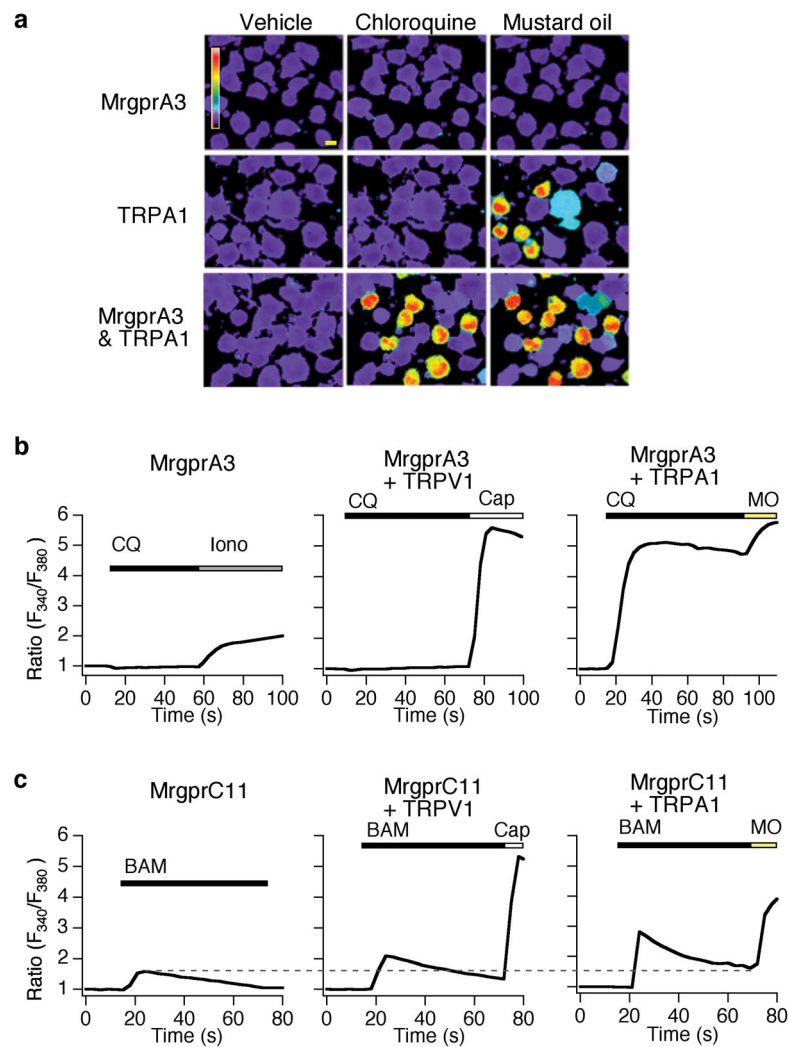 a
Vehicle Chloroquine Mustard oil
MrgprA3
TRPA1
MrgprA3
& TRPA1
b
MrgprA3
MrgprA3
+ TRPV1
MrgprA3
+ TRPA1
Ratio (F340/F380 )
6
5
4
3
2
1
CQ Iono
CQ Cap
CQ MO
0 20 40 60 80 100
0 20 40 60 80 100
0 20 40 60 80 100
Time (s)
Time (s)
Time (s)
c
MrgprC11
MrgprC11
+ TRPV1
MrgprC11
+ TRPA1
Ratio (F340/F380 )
6
5
4
3
2
1
BAM
BAM Cap
BAM MO
0 20 40 60 80
0 20 40 60 80
0 20 40 60 80
Time (s)
Time (s)
Time (s)